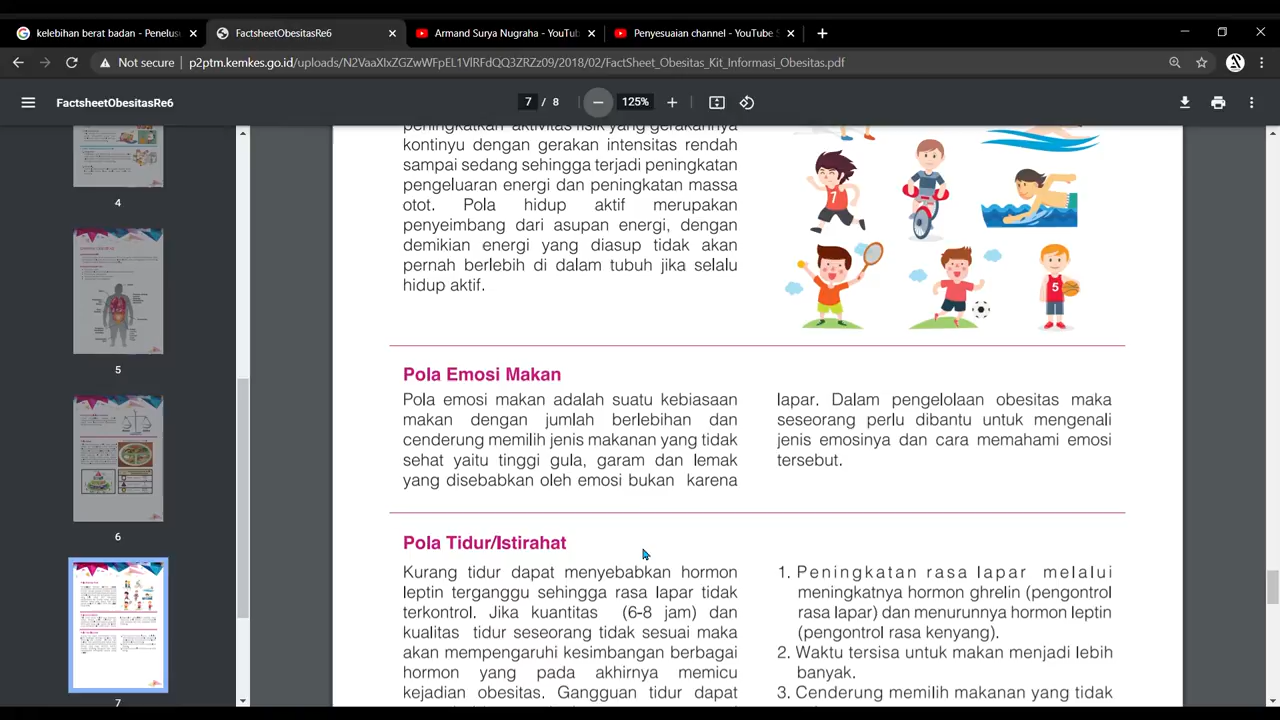 kelebihan berat badan - Penelus
FactsheetObesitasRe6
Armand Surya Nugraha - YouTub
Penyesuaian channel - YouTube S
Not secure
p2ptm.kemkes.go.id/uploads/N2VaaXIxZGZwWFpEL1VlRFdQQ3ZRZz09/2018/02/FactSheet_Obesitas_Kit_Informasi_Obesitas.pdf
FactsheetObesitasRe6
7 / 8
125%
4
5
6
7
peningkatkan aktivitas fisik yang gerakannya
kontinyu dengan gerakan intensitas rendah
sampai sedang sehingga terjadi peningkatan
pengeluaran energi dan peningkatan massa
otot. Pola hidup aktif merupakan
penyeimbang dari asupan energi, dengan
demikian energi yang diasup tidak akan
pernah berlebih di dalam tubuh jika selalu
hidup aktif.
7
5
Pola Emosi Makan
Pola emosi makan adalah suatu kebiasaan
makan dengan jumlah berlebihan dan
cenderung memilih jenis makanan yang tidak
sehat yaitu tinggi gula, garam dan lemak
yang disebabkan oleh emosi bukan karena
lapar. Dalam pengelolaan obesitas maka
seseorang perlu dibantu untuk mengenali
jenis emosinya dan cara memahami emosi
tersebut.
Pola Tidur/Istirahat
Kurang tidur dapat menyebabkan hormon
leptin terganggu sehingga rasa lapar tidak
terkontrol. Jika kuantitas (6-8 jam) dan
kualitas tidur seseorang tidak sesuai maka
akan mempengaruhi kesimbangan berbagai
hormon yang pada akhirnya memicu
kejadian obesitas. Gangguan tidur dapat
1. Peningkatan rasa lapar melalui
meningkatnya hormon ghrelin (pengontrol
rasa lapar) dan menurunnya hormon leptin
(pengontrol rasa kenyang).
2. Waktu tersisa untuk makan menjadi lebih
banyak.
3. Cenderung memilih makanan yang tidak